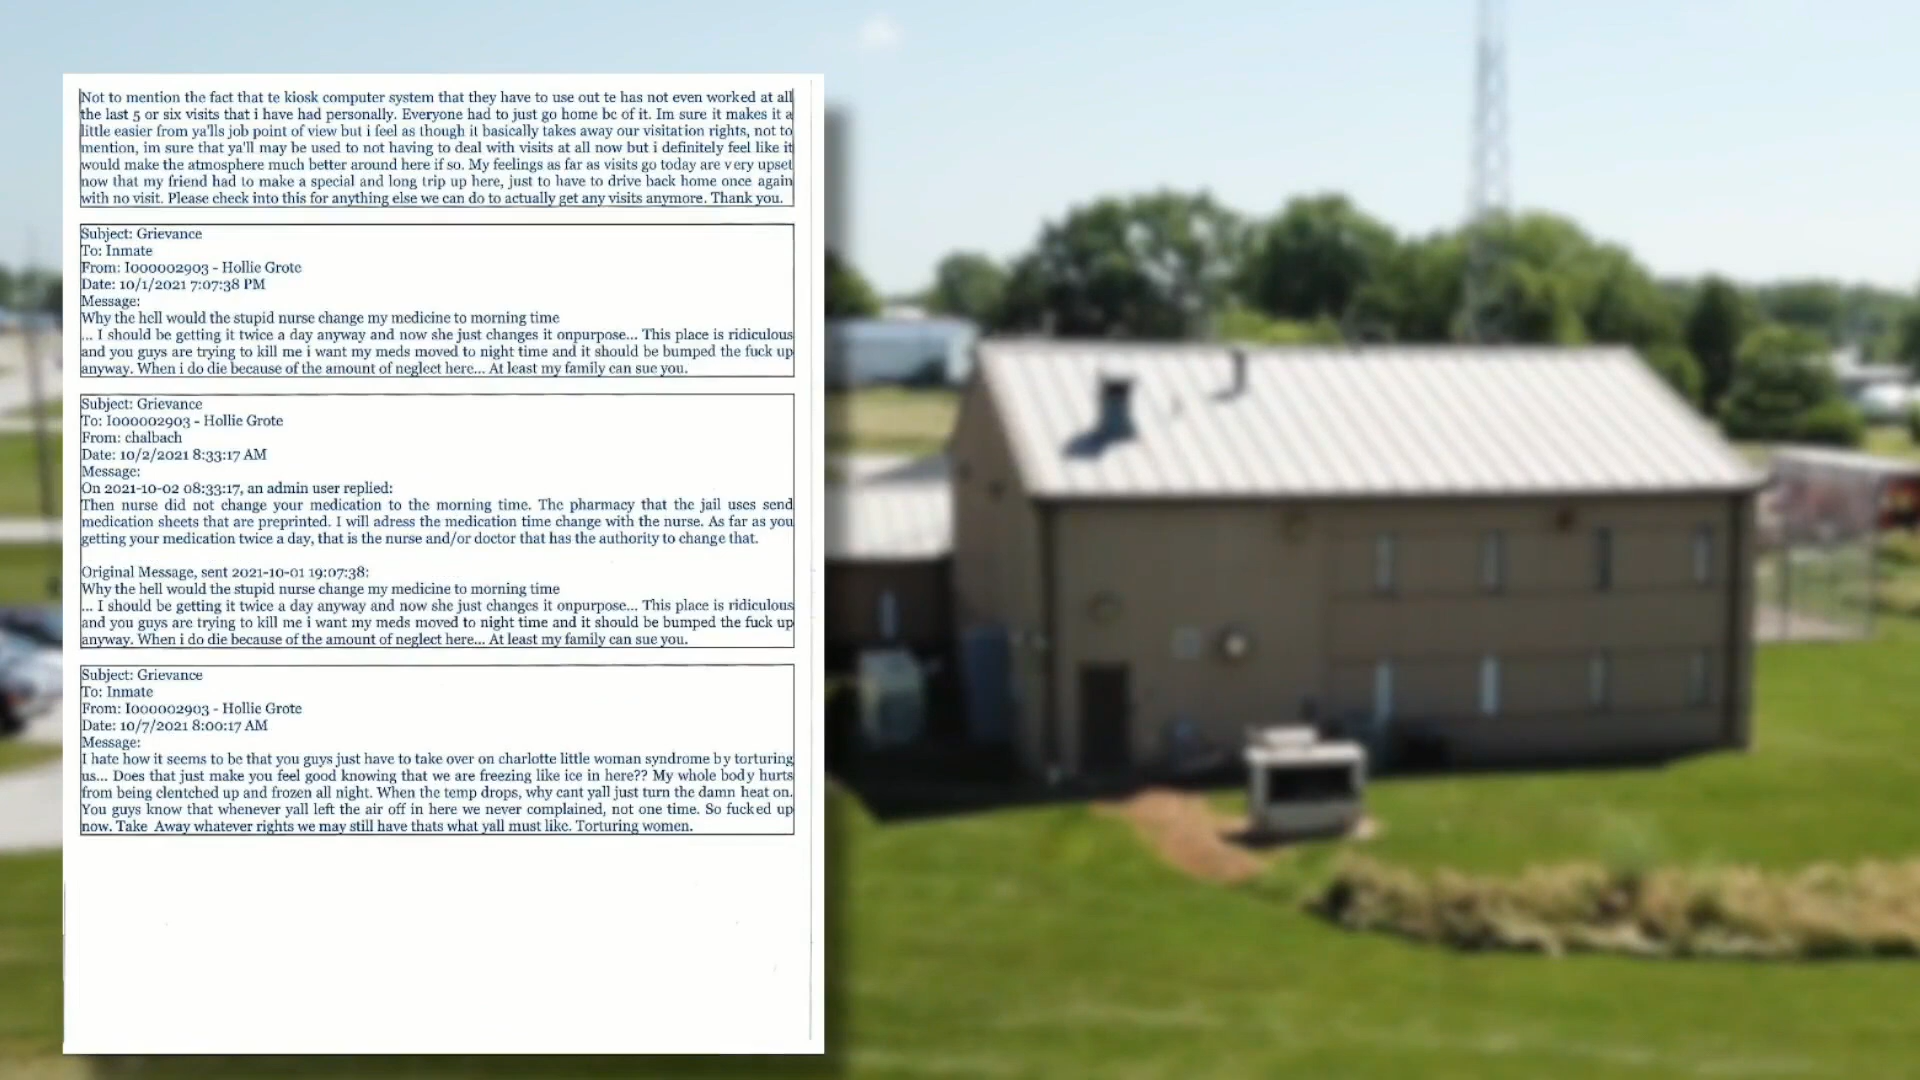 Not to mention the fact that te kiosk computer system that they have to use out te has not even worked at all
the last 5 or six visits that i have had personally. Everyone had to just go home bc of it. Im sure it makes it a
little easier from ya'lls job point of view but i feel as though it basically takes away our visitation rights, not to
mention, im sure that ya'll may be used to not having to deal with visits at all now but i definitely feel like it
would make the atmosphere much better around here if so. My feelings as far as visits go today are very upset
now that my friend had to make a special and long trip up here, just to have to drive back home once again
with no visit. Please check into this for anything else we can do to actually get any visits anymore. Thank you.
Subject: Grievance
To: Inmate
From: I000002903 - Hollie Grote
Date: 10/1/2021 7:07:38 PM
Message:
Why the hell would the stupid nurse change my medicine to morning time
... I should be getting it twice a day anyway and now she just changes it onpurpose... This place is ridiculous
and you guys are trying to kill me i want my meds moved to night time and it should be bumped the fuck up
anyway. When i do die because of the amount of neglect here... At least my family can sue you.
Subject: Grievance
To: I000002903 - Hollie Grote
From: chalbach
Date: 10/2/2021 8:33:17 AM
Message:
On 2021-10-02 08:33:17, an admin user replied:
Then nurse did not change your medication to the morning time. The pharmacy that the jail uses send
medication sheets that are preprinted. I will adress the medication time change with the nurse. As far as you
getting your medication twice a day, that is the nurse and/or doctor that has the authority to change that.
Original Message, sent 2021-10-01 19:07:38:
Why the hell would the stupid nurse change my medicine to morning time
... I should be getting it twice a day anyway and now she just changes it onpurpose... This place is ridiculous
and you guys are trying to kill me i want my meds moved to night time and it should be bumped the fuck up
anyway. When i do die because of the amount of neglect here... At least my family can sue you.
Subject: Grievance
To: Inmate
From: I000002903 - Hollie Grote
Date: 10/7/2021 8:00:17 AM
Message:
I hate how it seems to be that you guys just have to take over on charlotte little woman syndrome by torturing
us... Does that just make you feel good knowing that we are freezing like ice in here?? My whole body hurts
from being clentched up and frozen all night. When the temp drops, why cant yall just turn the damn heat on.
You guys know that whenever yall left the air off in here we never complained, not one time. So fucked up
now. Take Away whatever rights we may still have thats what yall must like. Torturing women.